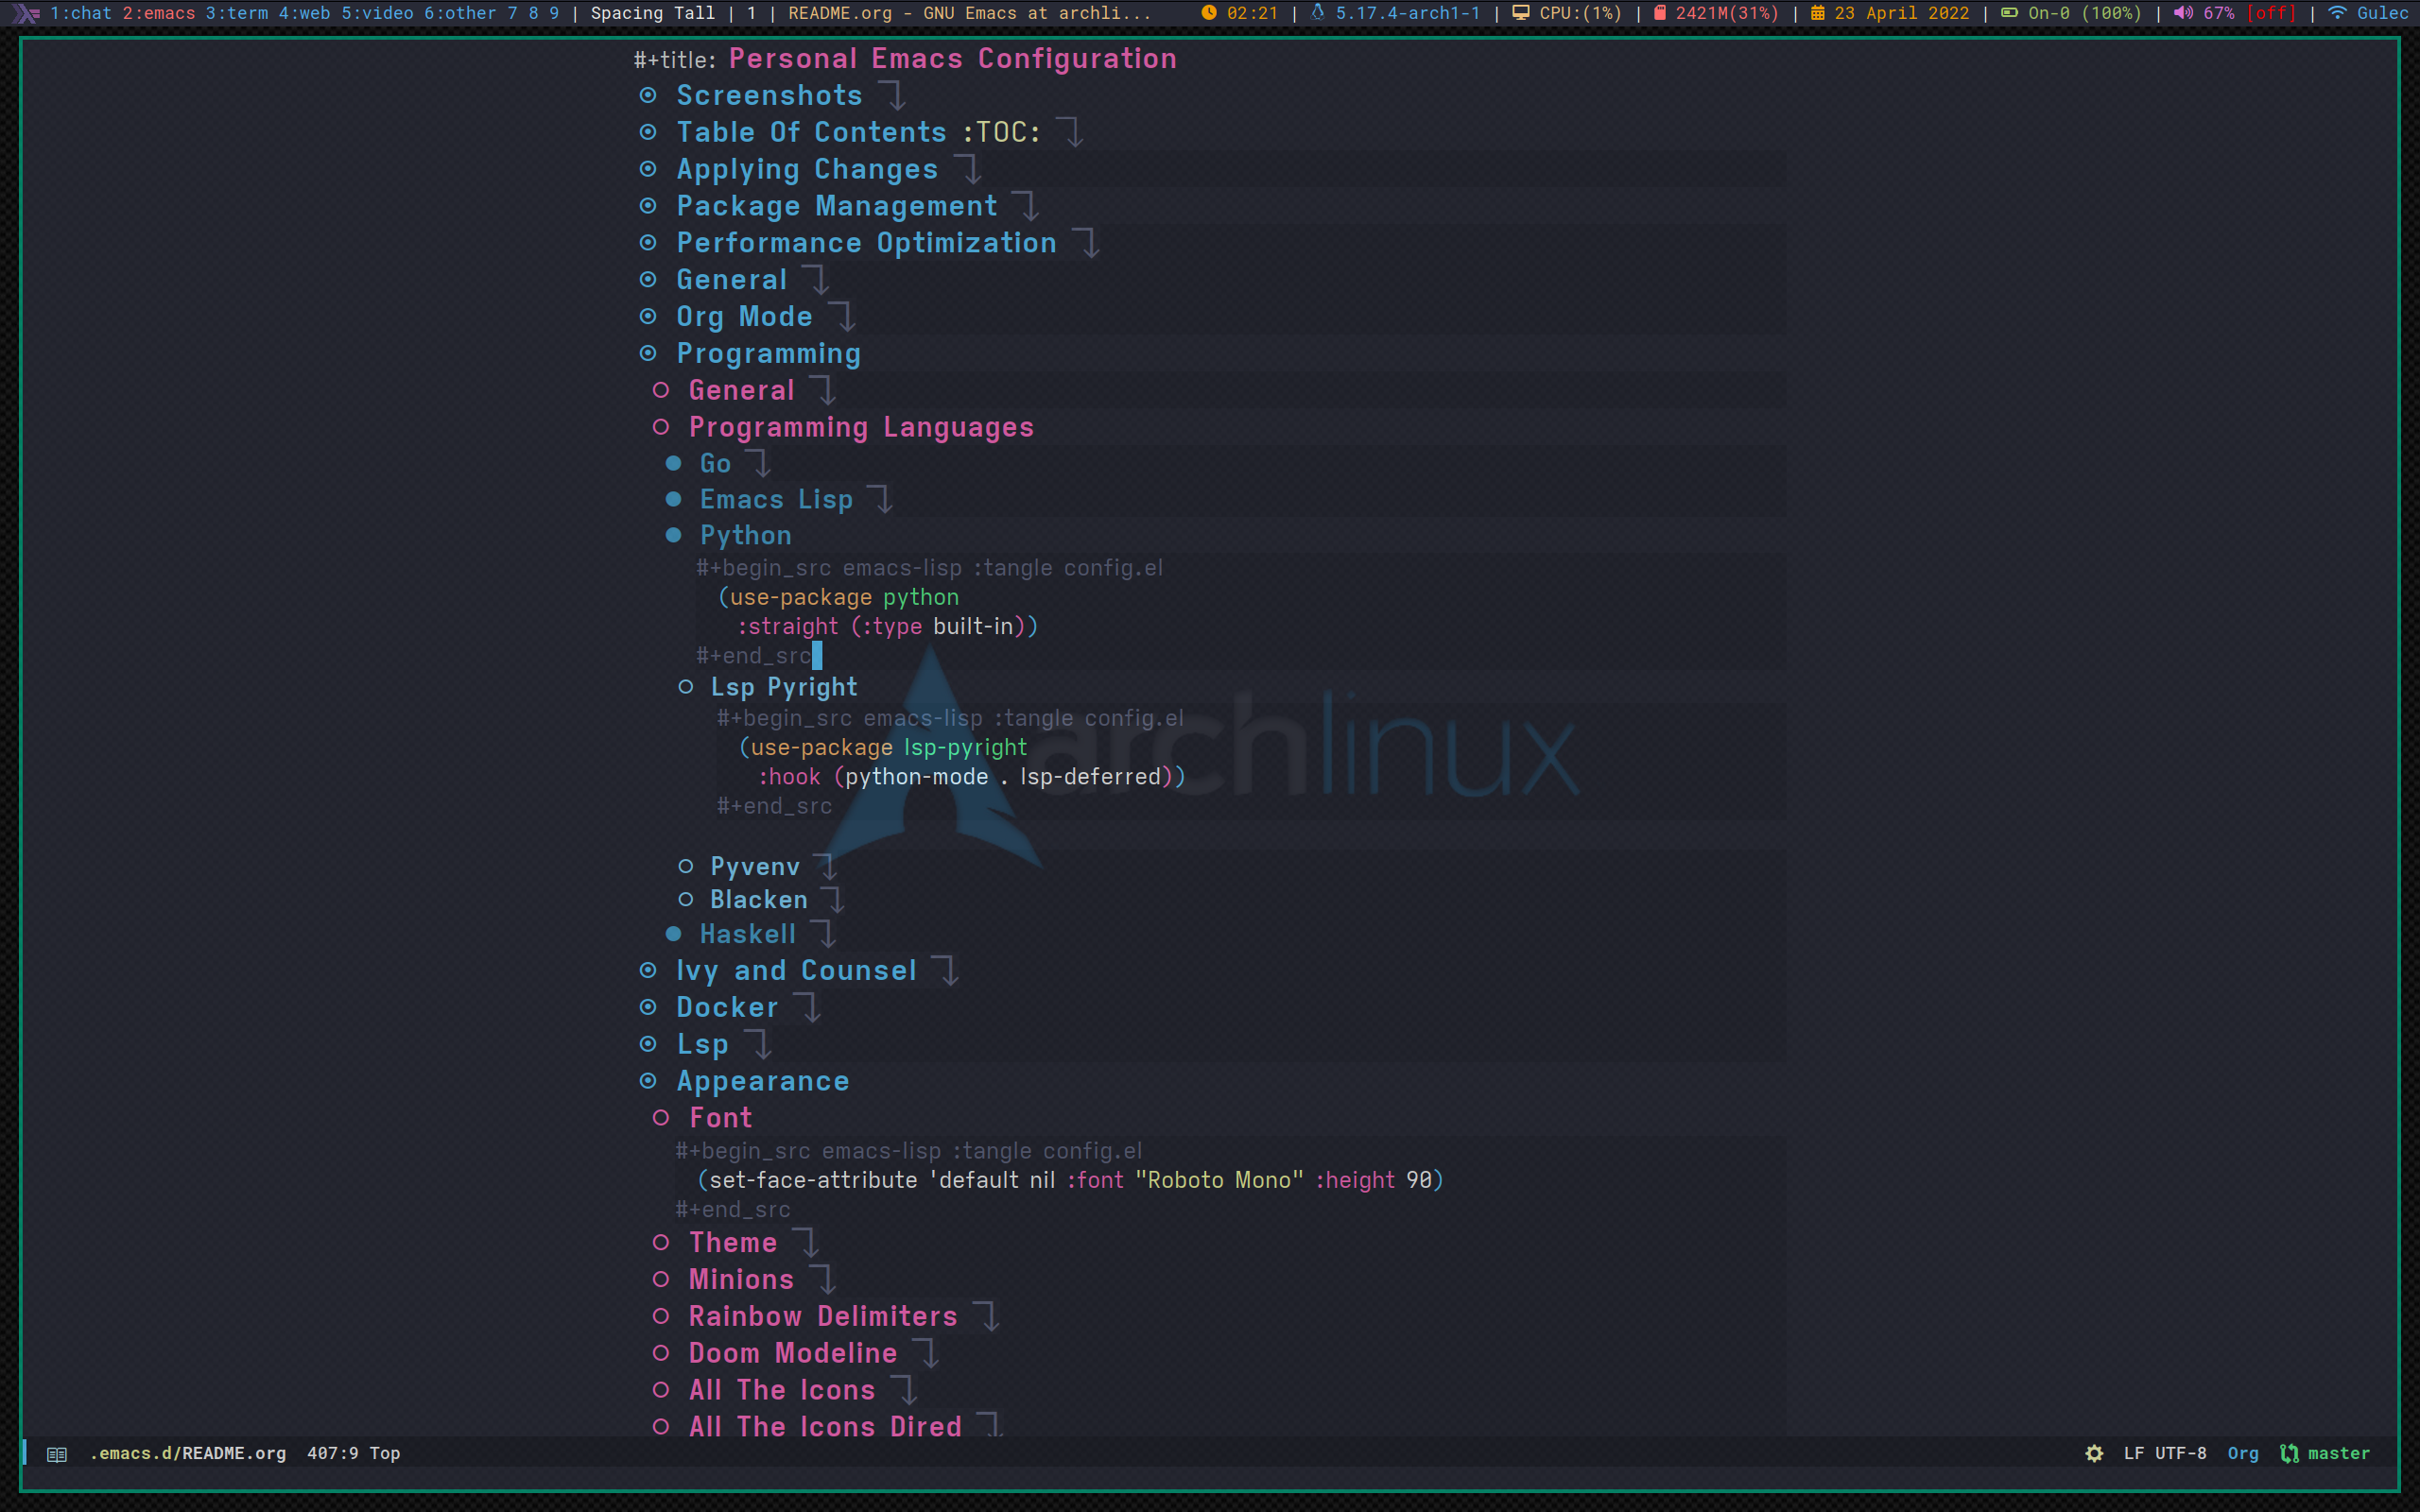 1:chat 2:emacs 3:term 4:web 5:video 6:other 7 8 9 | Spacing Tall | 1 | README.org - GNU Emacs at archli... 02:21 | 5.17.4-arch1-1 | CPU:(1%) | 2421M(31%) | 23 April 2022 | On-0 (100%) | 67% [off] | Gulec
#+title: Personal Emacs Configuration
Screenshots
Table Of Contents :TOC:
Applying Changes
Package Management
Performance Optimization
General
Org Mode
Programming
General
Programming Languages
Go
Emacs Lisp
Python
#+begin_src emacs-lisp :tangle config.el
(use-package python
:straight (:type built-in))
#+end_src
Lsp Pyright
#+begin_src emacs-lisp :tangle config.el
(use-package lsp-pyright
:hook (python-mode . lsp-deferred))
#+end_src
archlinux
Pyvenv
Blacken
Haskell
Ivy and Counsel
Docker
Lsp
Appearance
Font
#+begin_src emacs-lisp :tangle config.el
(set-face-attribute 'default nil :font "Roboto Mono" :height 90)
#+end_src
Theme
Minions
Rainbow Delimiters
Doom Modeline
All The Icons
All The Icons Dired
.emacs.d/README.org 407:9 Top LF UTF-8 Org master